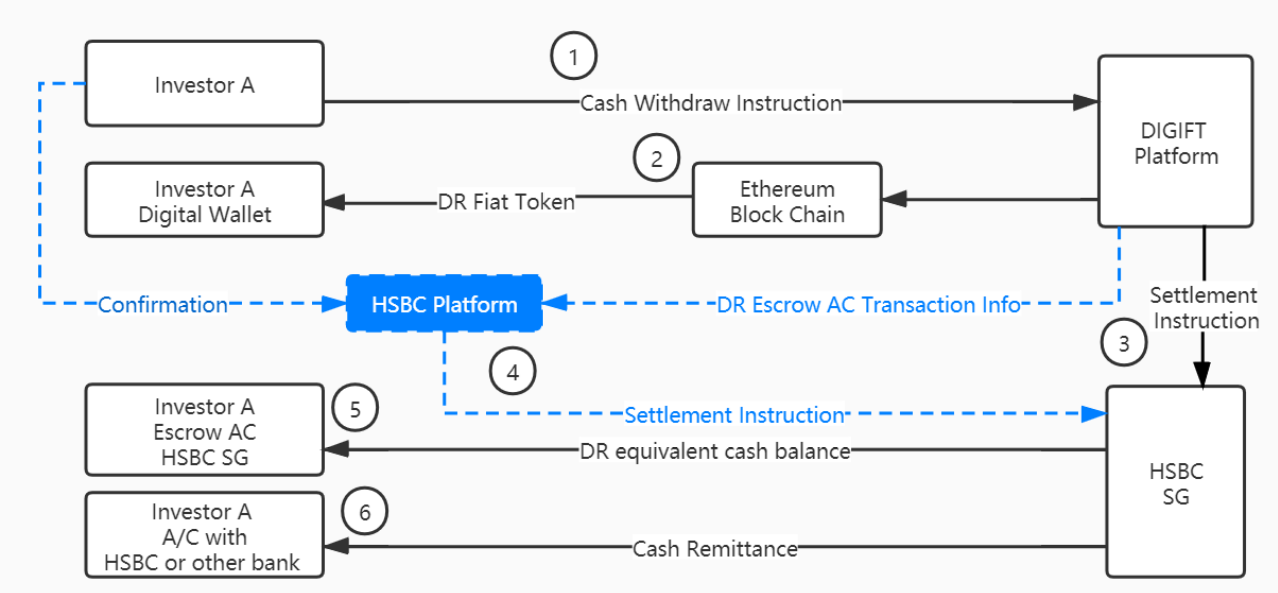 1
Investor A
Cash Withdraw Instruction
DIGIFT
Platform
2
Investor A
Digital Wallet
DR Fiat Token
Ethereum
Block Chain
Confirmation
HSBC Platform
DR Escrow AC Transaction Info
Settlement
Instruction
3
4
Investor A
Escrow AC
HSBC SG
5
Settlement Instruction
DR equivalent cash balance
HSBC
SG
Investor A
A/C with
HSBC or other bank
6
Cash Remittance